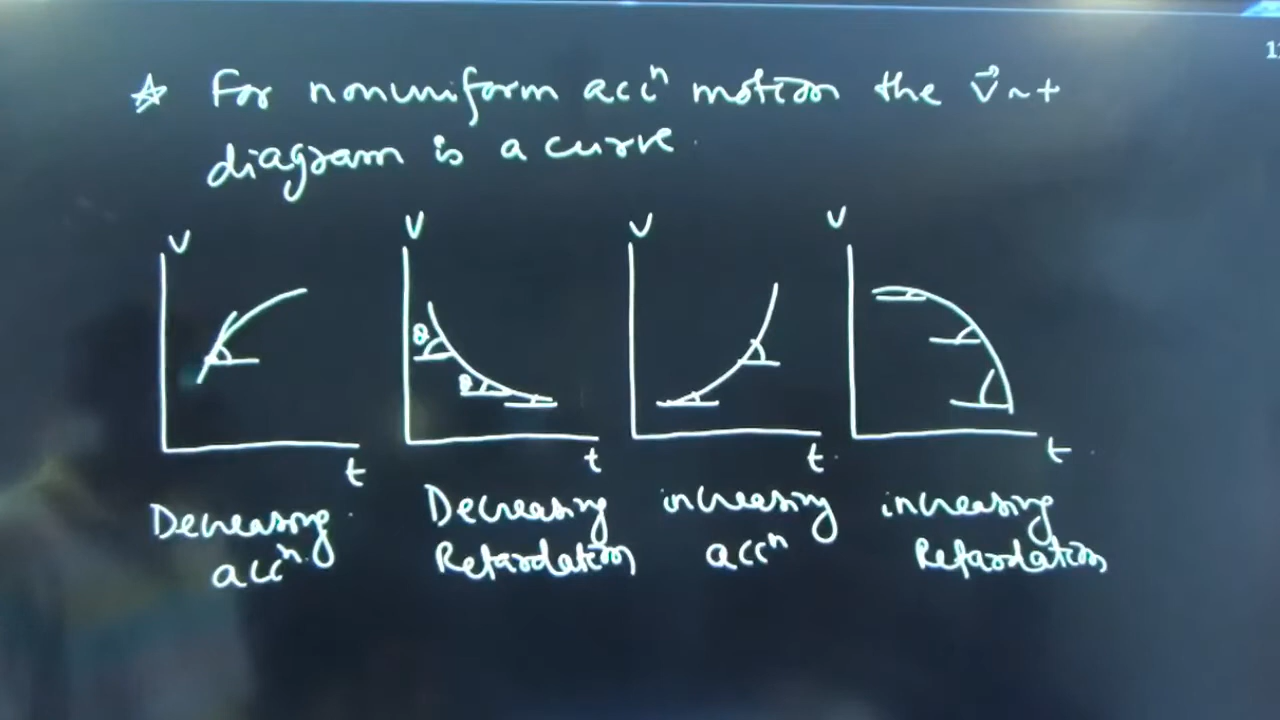 ☆ For nonuniform accⁿ motion the v⃗ ~ t
diagram is a curve.
V V V V
θ
θ
t t t t
Decreasing Decreasing increasing increasing
accⁿ. Retardation accⁿ Retardation